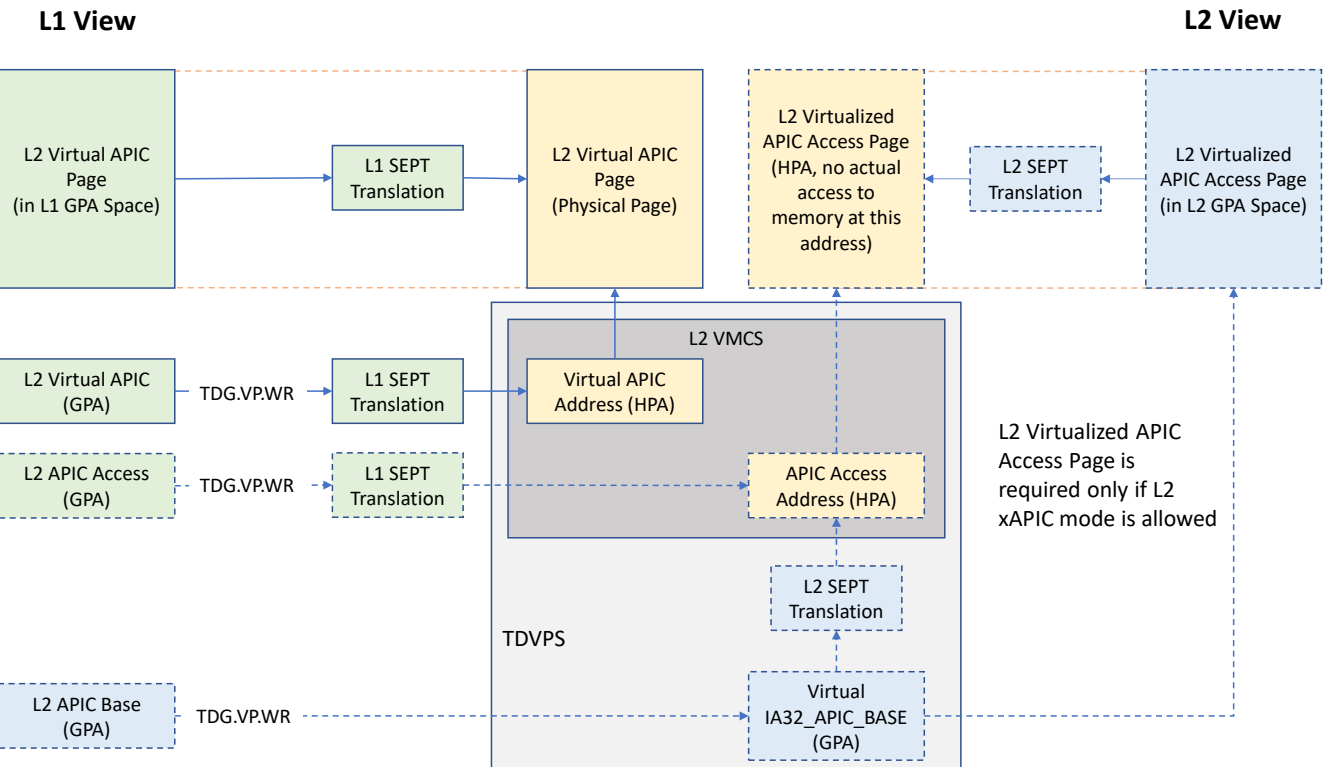 L1 View
L2 View
L2 Virtual APIC
Page
(in L1 GPA Space)
L1 SEPT
Translation
L2 Virtual APIC
Page
(Physical Page)
L2 Virtualized
APIC Access Page
(HPA, no actual
access to
memory at this
address)
L2 SEPT
Translation
L2 Virtualized
APIC Access Page
(in L2 GPA Space)
L2 VMCS
L2 Virtual APIC
(GPA)
TDG.VP.WR
L1 SEPT
Translation
Virtual APIC
Address (HPA)
L2 APIC Access
(GPA)
TDG.VP.WR
L1 SEPT
Translation
APIC Access
Address (HPA)
L2 Virtualized APIC
Access Page is
required only if L2
xAPIC mode is allowed
L2 SEPT
Translation
TDVPS
L2 APIC Base
(GPA)
TDG.VP.WR
Virtual
IA32_APIC_BASE
(GPA)